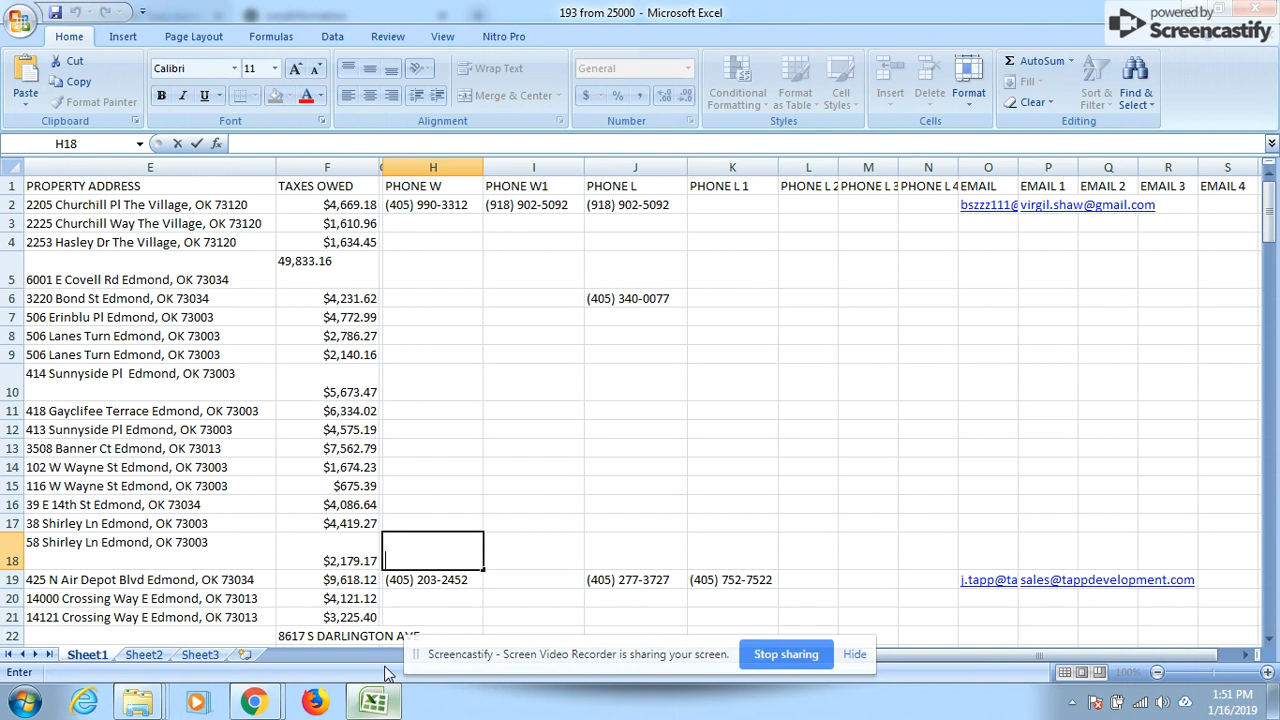 193 from 25000 - Microsoft Excel
powered by
Screencastify
Home Insert Page Layout Formulas Data Review View Nitro Pro
Paste Cut Copy Format Painter Clipboard
Calibri 11 B I U A Font
Wrap Text Merge & Center Alignment
General $ % , Number
Conditional Formatting Format as Table Cell Styles Styles
Insert Delete Format Cells
Σ AutoSum Fill Clear Sort & Filter Find & Select Editing
H18 fx
E F G H I J K L M N O P Q R S
1 PROPERTY ADDRESS TAXES OWED PHONE W PHONE W1 PHONE L PHONE L 1 PHONE L 2 PHONE L 3 PHONE L 4 EMAIL EMAIL 1 EMAIL 2 EMAIL 3 EMAIL 4
2 2205 Churchill Pl The Village, OK 73120 $4,669.18 (405) 990-3312 (918) 902-5092 (918) 902-5092 bszzz111@ virgil.shaw@gmail.com
3 2225 Churchill Way The Village, OK 73120 $1,610.96
4 2253 Hasley Dr The Village, OK 73120 $1,634.45
49,833.16
5 6001 E Covell Rd Edmond, OK 73034
6 3220 Bond St Edmond, OK 73034 $4,231.62 (405) 340-0077
7 506 Erinblu Pl Edmond, OK 73003 $4,772.99
8 506 Lanes Turn Edmond, OK 73003 $2,786.27
9 506 Lanes Turn Edmond, OK 73003 $2,140.16
414 Sunnyside Pl Edmond, OK 73003
10 $5,673.47
11 418 Gayclifee Terrace Edmond, OK 73003 $6,334.02
12 413 Sunnyside Pl Edmond, OK 73003 $4,575.19
13 3508 Banner Ct Edmond, OK 73013 $7,562.79
14 102 W Wayne St Edmond, OK 73003 $1,674.23
15 116 W Wayne St Edmond, OK 73003 $675.39
16 39 E 14th St Edmond, OK 73034 $4,086.64
17 38 Shirley Ln Edmond, OK 73003 $4,419.27
58 Shirley Ln Edmond, OK 73003
18 $2,179.17
19 425 N Air Depot Blvd Edmond, OK 73034 $9,618.12 (405) 203-2452 (405) 277-3727 (405) 752-7522 j.tapp@ta sales@tappdevelopment.com
20 14000 Crossing Way E Edmond, OK 73013 $4,121.12
21 14121 Crossing Way E Edmond, OK 73013 $3,225.40
22 8617 S DARLINGTON AVE
Sheet1 Sheet2 Sheet3
Screencastify - Screen Video Recorder is sharing your screen. Stop sharing Hide
Enter 100%
1:51 PM
1/16/2019